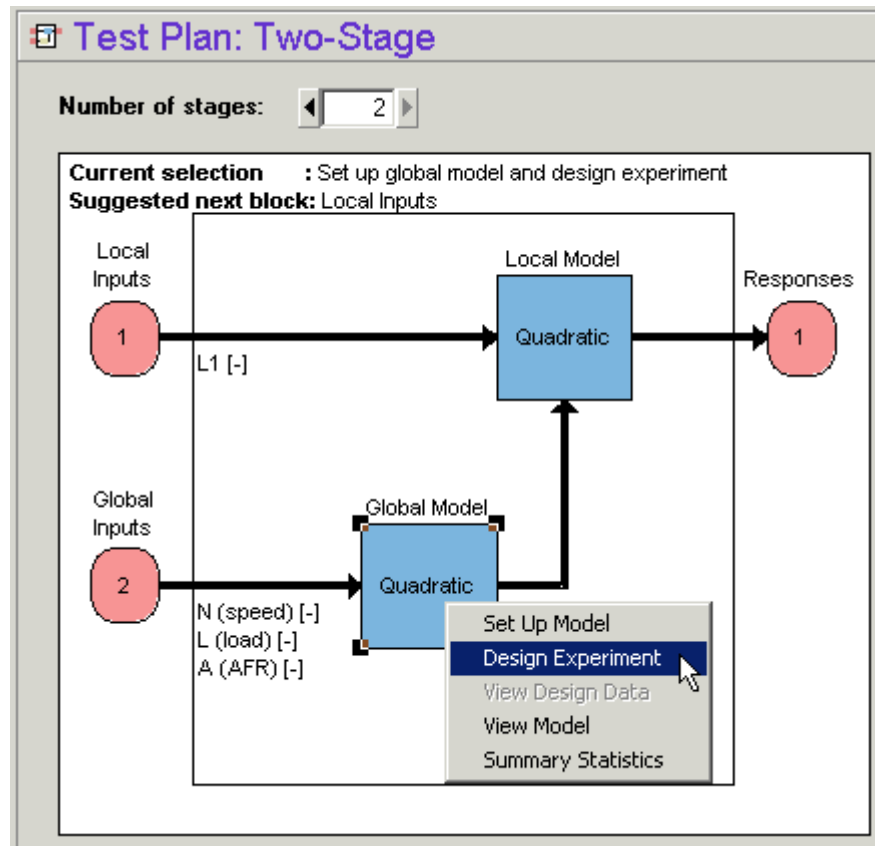 Test Plan: Two-Stage
Number of stages: 2
Current selection : Set up global model and design experiment
Suggested next block: Local Inputs
Local
Inputs
1
L1 [-]
Local Model
Quadratic
Responses
1
Global
Inputs
2
N (speed) [-]
L (load) [-]
A (AFR) [-]
Global Model
Quadratic
Set Up Model
Design Experiment
View Design Data
View Model
Summary Statistics